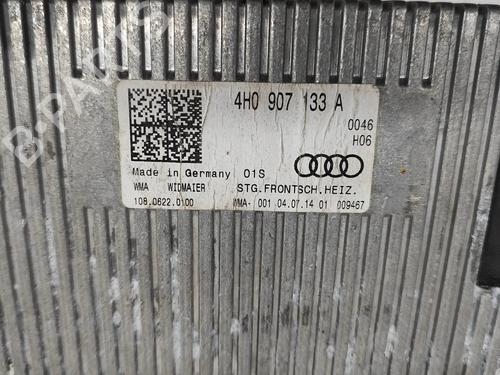 B-PARTS
4H0 907 133 A
0046
H06
Made in Germany 01S
WMA WIDMAIER STG.FRONTSCH.HEIZ.
108.0622.0100 WMA- 001 04.07.14 01 009467